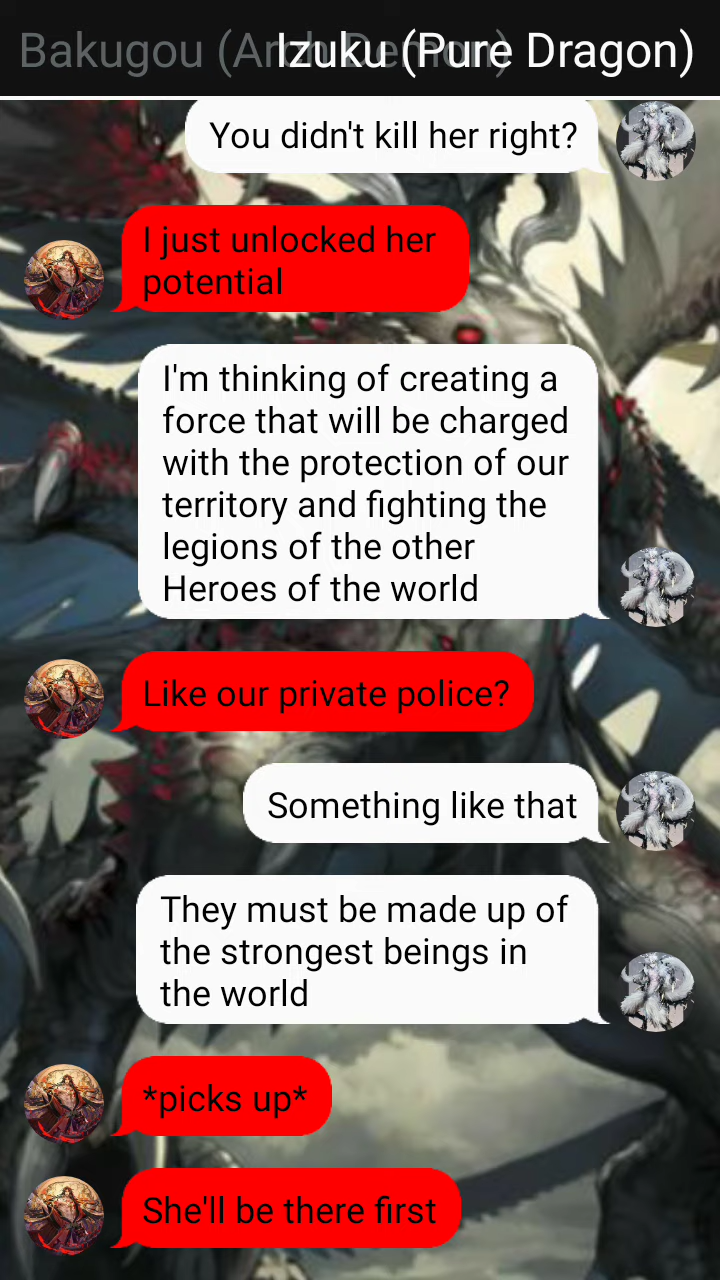 Bakugou (Arch Demon)
Izuku (Pure Dragon)
You didn't kill her right?
I just unlocked her
potential
I'm thinking of creating a
force that will be charged
with the protection of our
territory and fighting the
legions of the other
Heroes of the world
Like our private police?
Something like that
They must be made up of
the strongest beings in
the world
*picks up*
She'll be there first